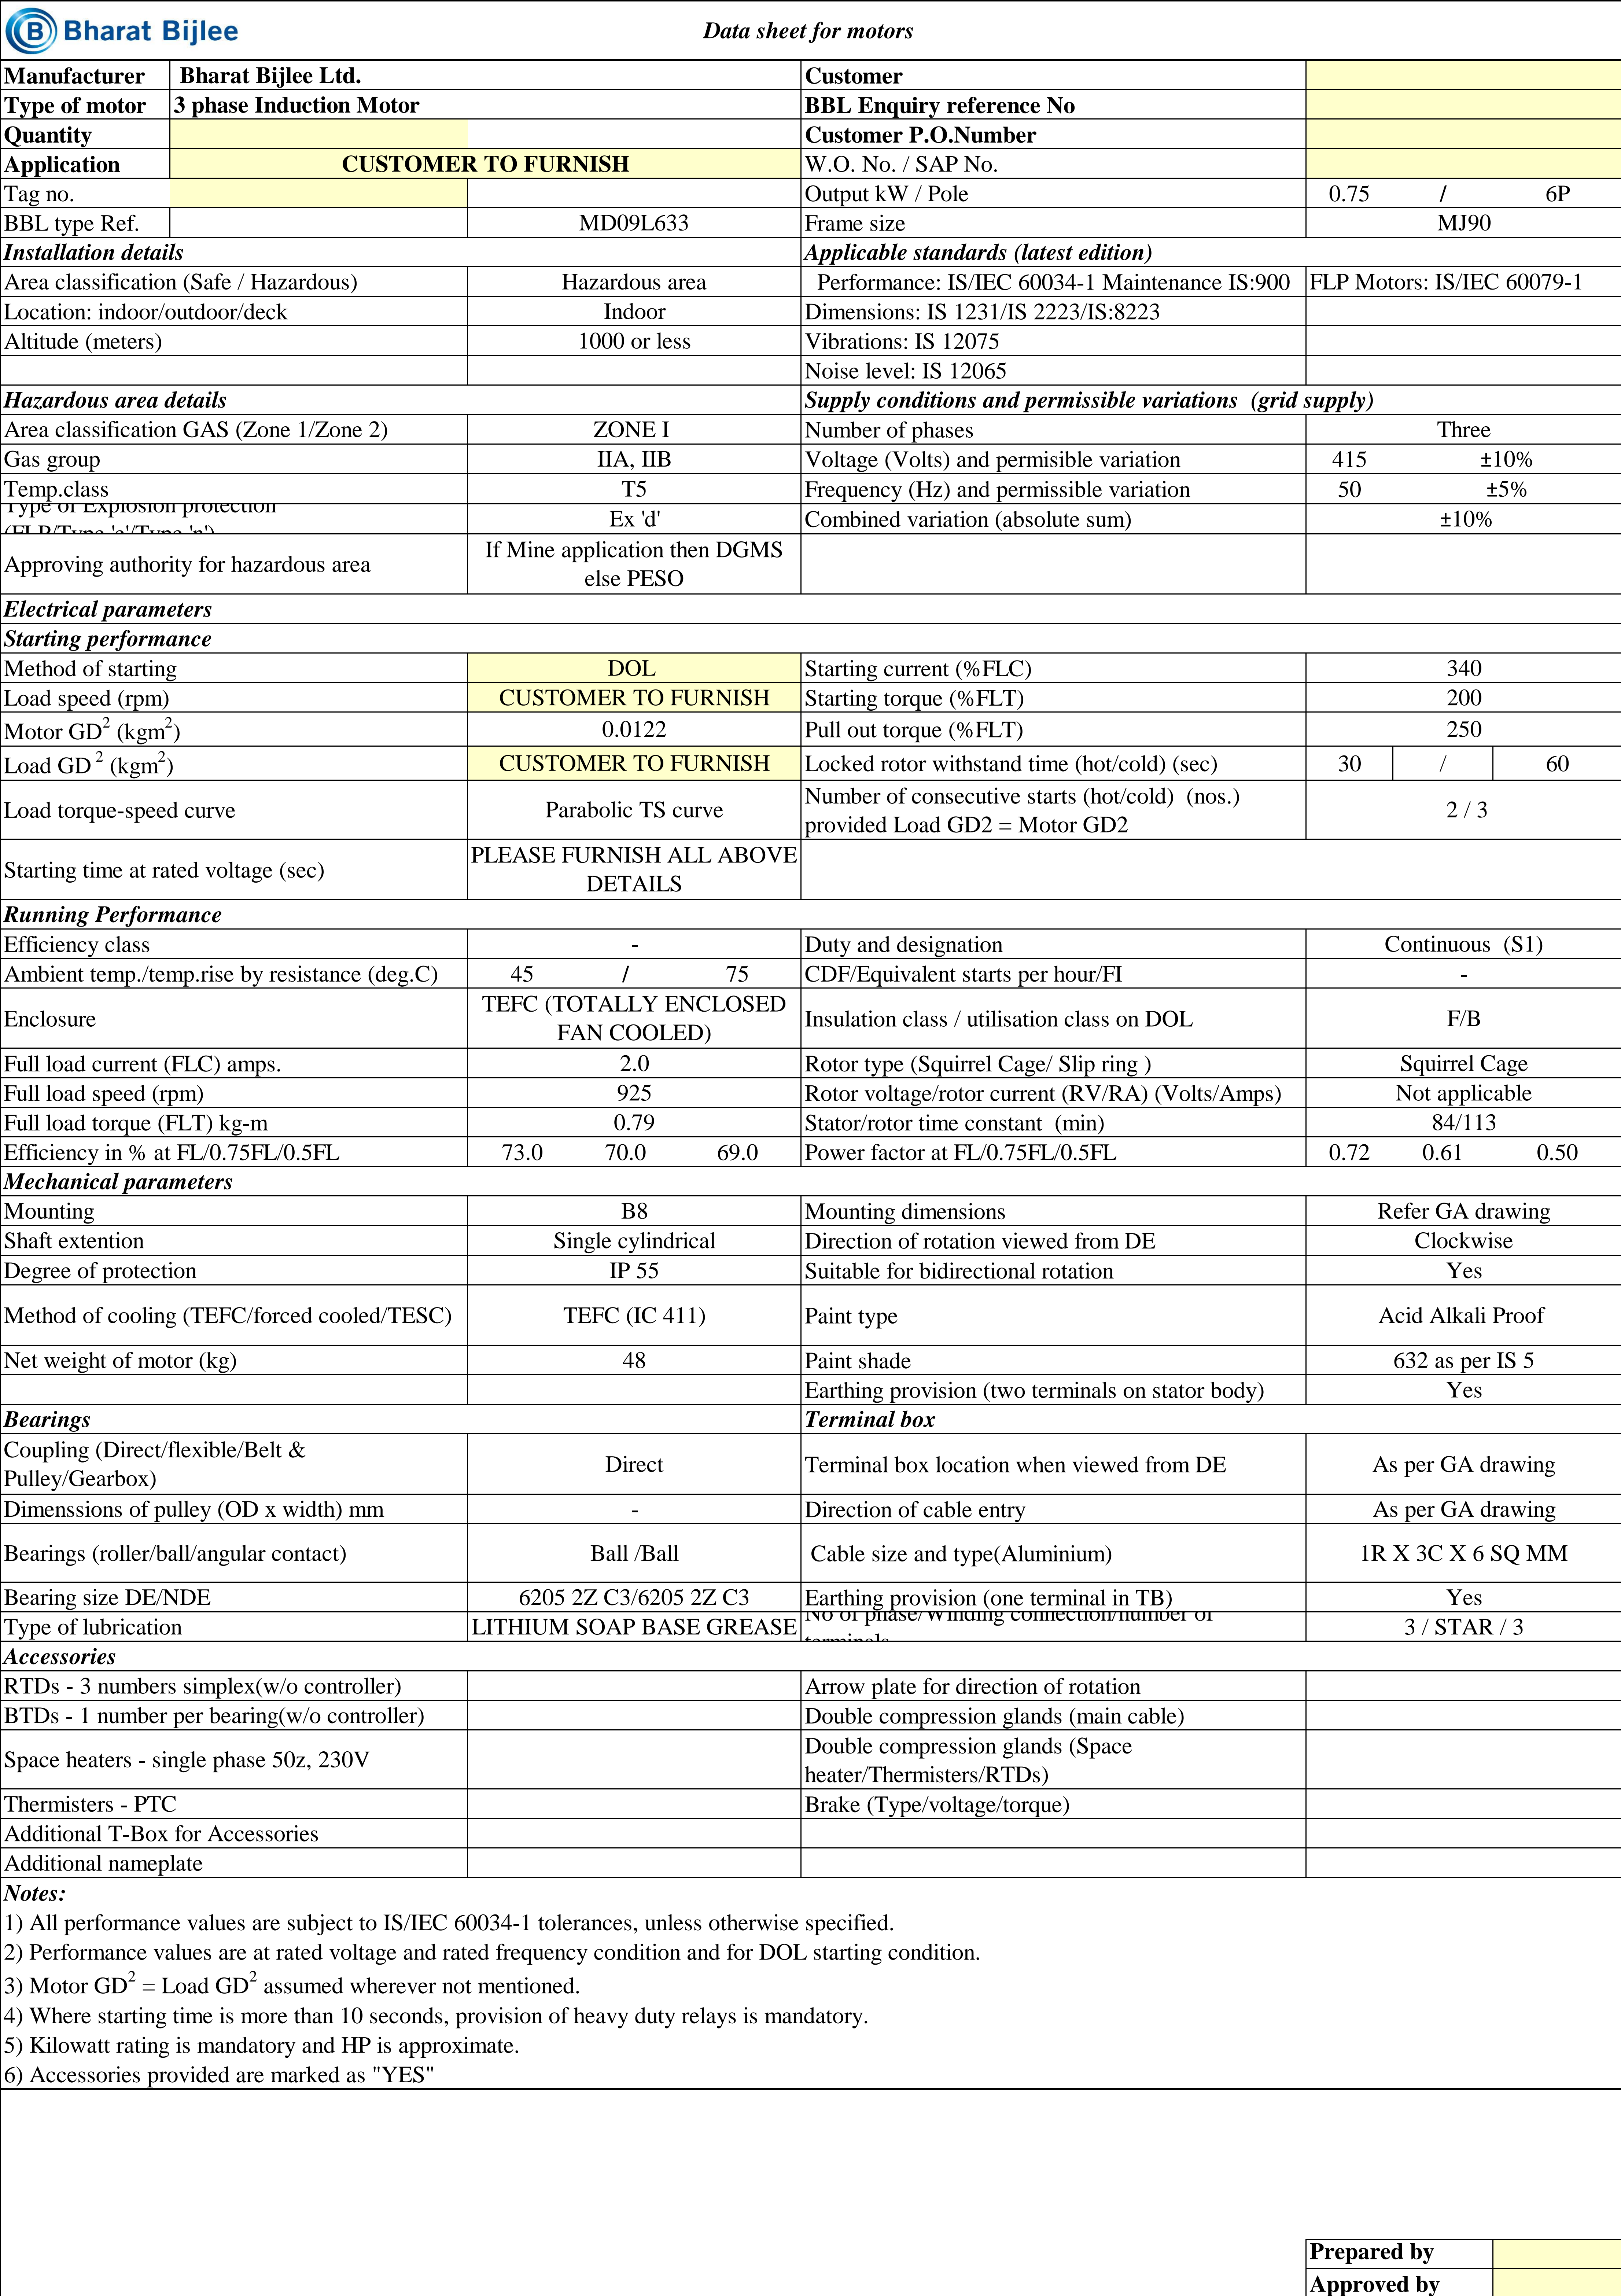 Bharat Bijlee
Data sheet for motors
Manufacturer Bharat Bijlee Ltd. Customer
Type of motor 3 phase Induction Motor BBL Enquiry reference No
Quantity Customer P.O.Number
Application CUSTOMER TO FURNISH W.O. No. / SAP No.
Tag no. Output kW / Pole 0.75 / 6P
BBL type Ref. MD09L633 Frame size MJ90
Installation details Applicable standards (latest edition)
Area classification (Safe / Hazardous) Hazardous area Performance: IS/IEC 60034-1 Maintenance IS:900 FLP Motors: IS/IEC 60079-1
Location: indoor/outdoor/deck Indoor Dimensions: IS 1231/IS 2223/IS:8223
Altitude (meters) 1000 or less Vibrations: IS 12075
Noise level: IS 12065
Hazardous area details Supply conditions and permissible variations (grid supply)
Area classification GAS (Zone 1/Zone 2) ZONE I Number of phases Three
Gas group IIA, IIB Voltage (Volts) and permisible variation 415 ±10%
Temp.class T5 Frequency (Hz) and permissible variation 50 ±5%
Type of Explosion protection
(FLP/Type 'e'/Type 'n') Ex 'd' Combined variation (absolute sum) ±10%
Approving authority for hazardous area If Mine application then DGMS
else PESO
Electrical parameters
Starting performance
Method of starting DOL Starting current (%FLC) 340
Load speed (rpm) CUSTOMER TO FURNISH Starting torque (%FLT) 200
Motor GD² (kgm²) 0.0122 Pull out torque (%FLT) 250
Load GD ² (kgm²) CUSTOMER TO FURNISH Locked rotor withstand time (hot/cold) (sec) 30 / 60
Load torque-speed curve Parabolic TS curve Number of consecutive starts (hot/cold) (nos.)
provided Load GD2 = Motor GD2 2 / 3
Starting time at rated voltage (sec) PLEASE FURNISH ALL ABOVE
DETAILS
Running Performance
Efficiency class - Duty and designation Continuous (S1)
Ambient temp./temp.rise by resistance (deg.C) 45 / 75 CDF/Equivalent starts per hour/FI -
Enclosure TEFC (TOTALLY ENCLOSED
FAN COOLED) Insulation class / utilisation class on DOL F/B
Full load current (FLC) amps. 2.0 Rotor type (Squirrel Cage/ Slip ring ) Squirrel Cage
Full load speed (rpm) 925 Rotor voltage/rotor current (RV/RA) (Volts/Amps) Not applicable
Full load torque (FLT) kg-m 0.79 Stator/rotor time constant (min) 84/113
Efficiency in % at FL/0.75FL/0.5FL 73.0 70.0 69.0 Power factor at FL/0.75FL/0.5FL 0.72 0.61 0.50
Mechanical parameters
Mounting B8 Mounting dimensions Refer GA drawing
Shaft extention Single cylindrical Direction of rotation viewed from DE Clockwise
Degree of protection IP 55 Suitable for bidirectional rotation Yes
Method of cooling (TEFC/forced cooled/TESC) TEFC (IC 411) Paint type Acid Alkali Proof
Net weight of motor (kg) 48 Paint shade 632 as per IS 5
Earthing provision (two terminals on stator body) Yes
Bearings Terminal box
Coupling (Direct/flexible/Belt &
Pulley/Gearbox) Direct Terminal box location when viewed from DE As per GA drawing
Dimenssions of pulley (OD x width) mm - Direction of cable entry As per GA drawing
Bearings (roller/ball/angular contact) Ball /Ball Cable size and type(Aluminium) 1R X 3C X 6 SQ MM
Bearing size DE/NDE 6205 2Z C3/6205 2Z C3 Earthing provision (one terminal in TB) Yes
Type of lubrication LITHIUM SOAP BASE GREASE No of phase/Winding connection/number of
terminals 3 / STAR / 3
Accessories
RTDs - 3 numbers simplex(w/o controller) Arrow plate for direction of rotation
BTDs - 1 number per bearing(w/o controller) Double compression glands (main cable)
Space heaters - single phase 50z, 230V Double compression glands (Space
heater/Thermisters/RTDs)
Thermisters - PTC Brake (Type/voltage/torque)
Additional T-Box for Accessories
Additional nameplate
Notes:
1) All performance values are subject to IS/IEC 60034-1 tolerances, unless otherwise specified.
2) Performance values are at rated voltage and rated frequency condition and for DOL starting condition.
3) Motor GD² = Load GD² assumed wherever not mentioned.
4) Where starting time is more than 10 seconds, provision of heavy duty relays is mandatory.
5) Kilowatt rating is mandatory and HP is approximate.
6) Accessories provided are marked as "YES"
Prepared by
Approved by